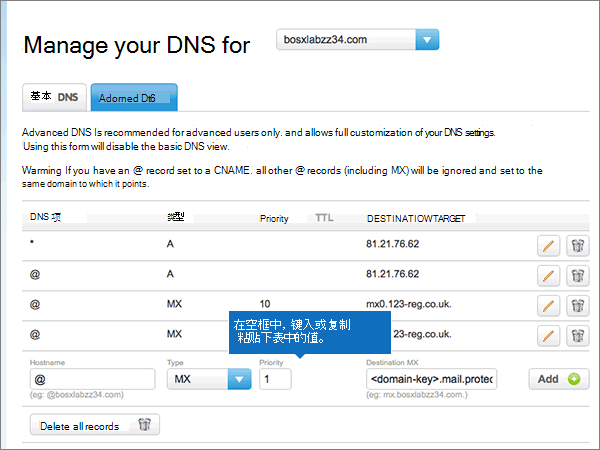 Manage your DNS for bosxlabzz34.com
基本 DNS Adorned Dt6
Advanced DNS Is recommended for advanced users only. and allows full customization of your DNS settings.
Using this form will disable the basic DNS view.
Warning If you have an @ record set to a CNAME. all other @ records (including MX) will be ignored and set to the
same domain to which it points.
DNS 项 类型 Priority TTL DESTINATIOWTARGET
* A 81.21.76.62
@ A 81.21.76.62
@ MX 10 mx0.123-reg.co.uk.
@ MX 23-reg.co.uk.
在空框中，键入或复制
粘贴下表中的值。
Hostname Type Priority Destination MX
@ MX 1 <domain-key>.mail.protec Add
(eg: @bosxlabzz34.com) (eg: mx.bosxlabzz34.com.)
Delete all records